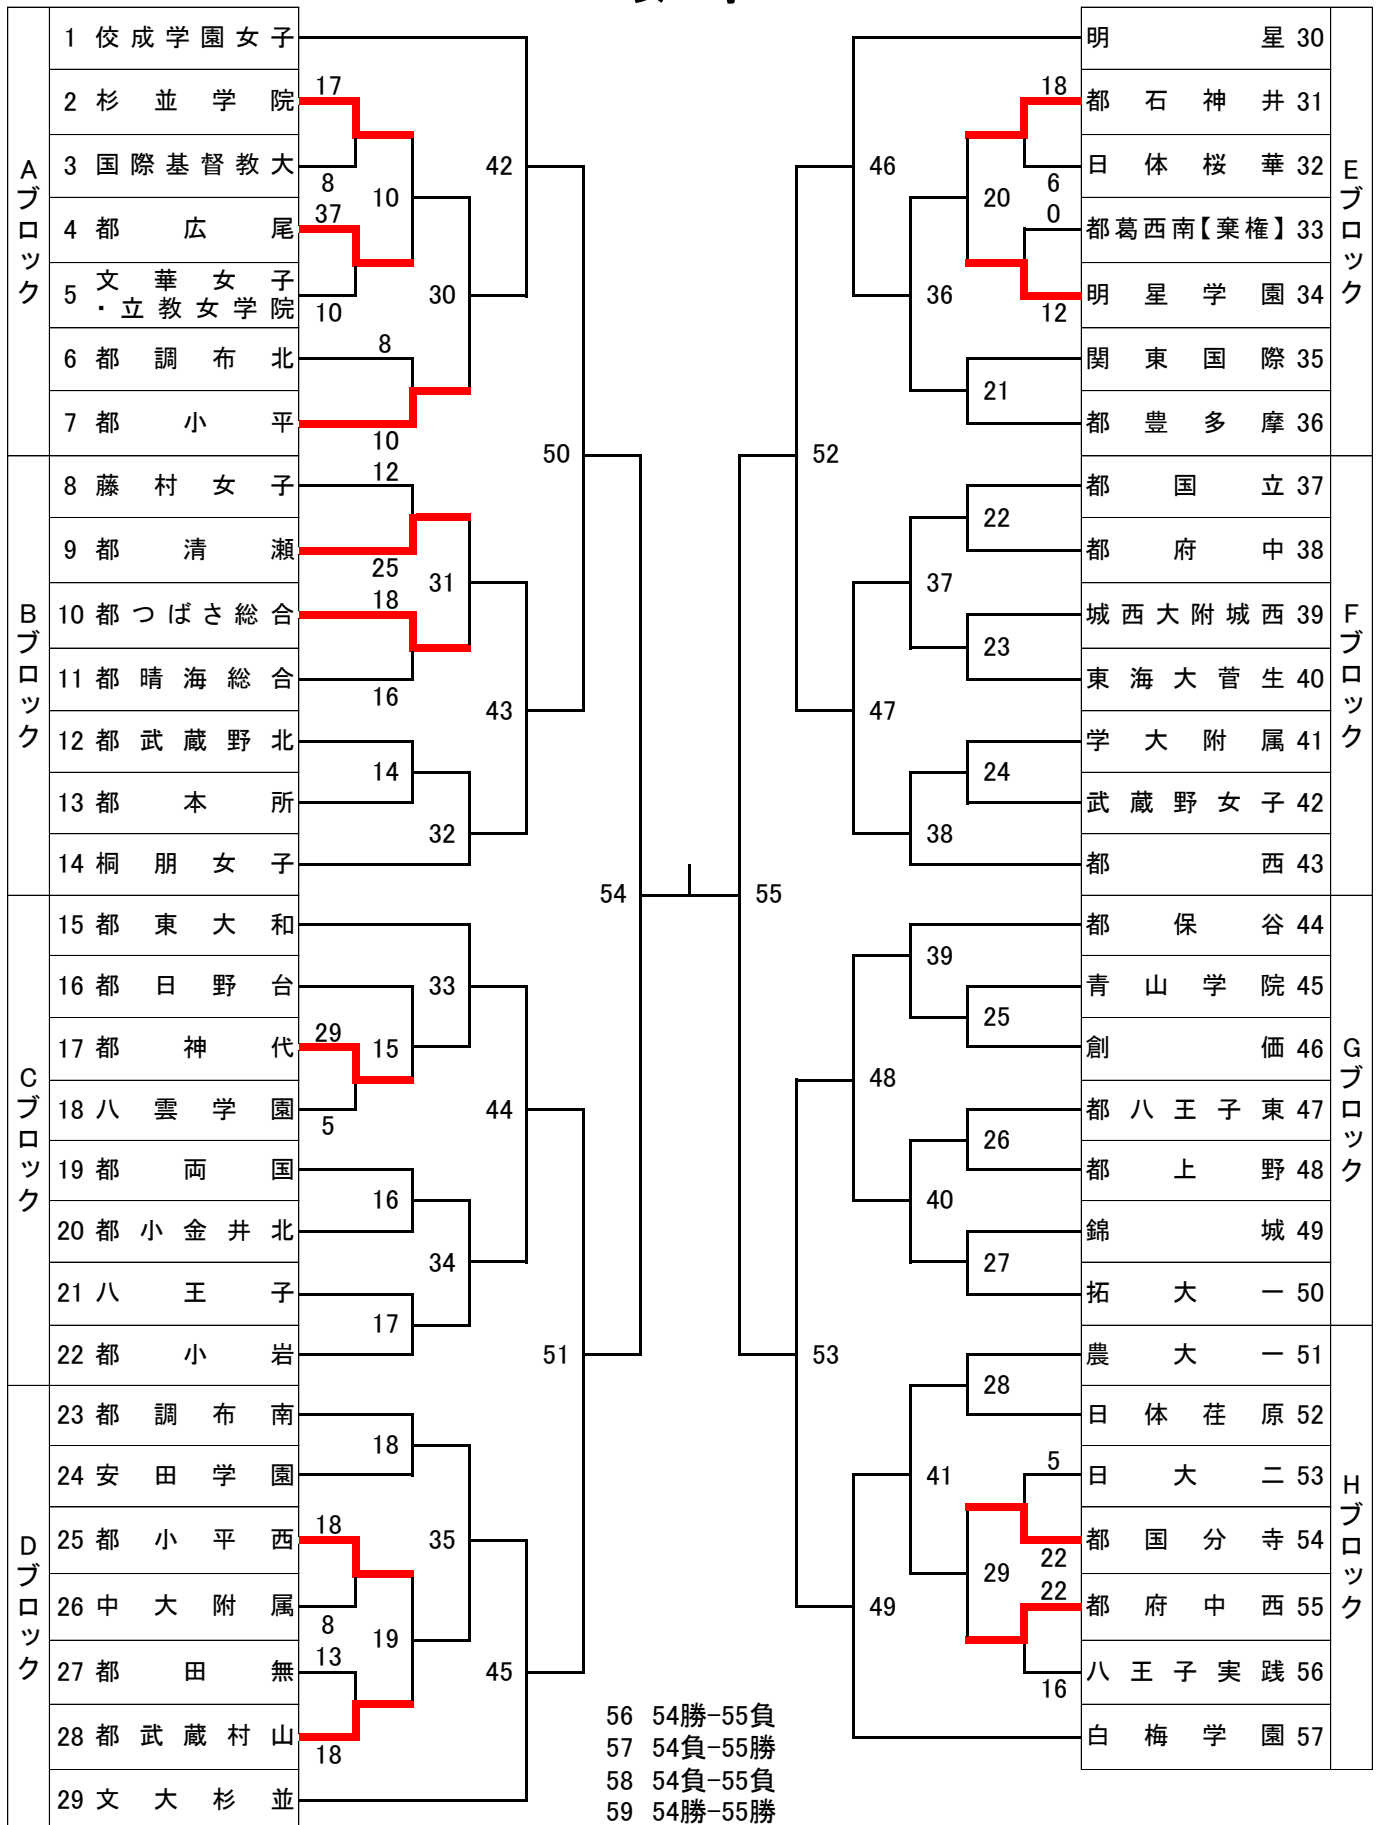 Aブロック
1 佼成学園女子
2 杉並学院
3 国際基督教大
4 都広尾
5 文華女子
・立教女学院
6 都調布北
7 都小平
Bブロック
8 藤村女子
9 都清瀬
10 都つばさ総合
11 都晴海総合
12 都武蔵野北
13 都本所
14 桐朋女子
Cブロック
15 都東大和
16 都日野台
17 都神代
18 八雲学園
19 都両国
20 都小金井北
21 八王子
22 都小岩
Dブロック
23 都調布南
24 安田学園
25 都小平西
26 中大附属
27 都田無
28 都武蔵村山
29 文大杉並
17
8
37
10
8
10
12
25
18
16
29
5
18
8
13
18
10
14
15
16
17
18
19
30
31
32
33
34
35
42
43
44
45
50
51
54
55
52
53
46
47
48
49
36
37
38
39
40
41
20
21
22
23
24
25
26
27
28
29
18
6
0
12
5
22
22
16
明星 30
都石神井 31
日体桜華 32
都葛西南【棄権】 33
明星学園 34
関東国際 35
都豊多摩 36
Eブロック
都国立 37
都府中 38
城西大附城西 39
東海大菅生 40
学大附属 41
武蔵野女子 42
都西 43
Fブロック
都保谷 44
青山学院 45
創価 46
都八王子東 47
都上野 48
錦城 49
拓大一 50
Gブロック
農大一 51
日体荏原 52
日大二 53
都国分寺 54
都府中西 55
八王子実践 56
白梅学園 57
Hブロック
56 54勝-55負
57 54負-55勝
58 54負-55負
59 54勝-55勝